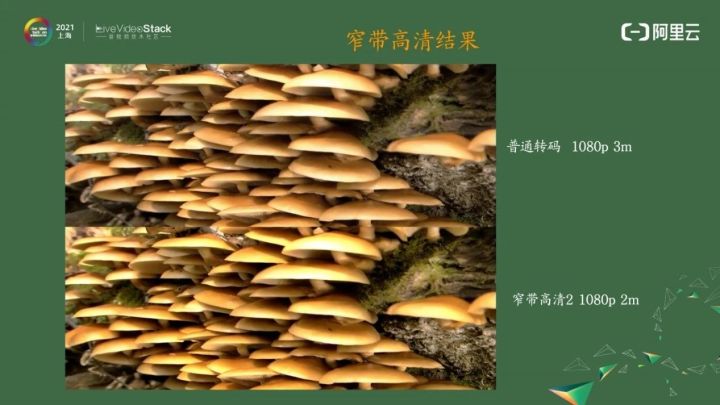 2021
上海
LiveVideoStack
音视频技术社区
阿里云
窄带高清结果
普通转码 1080p 3m
窄带高清2 1080p 2m